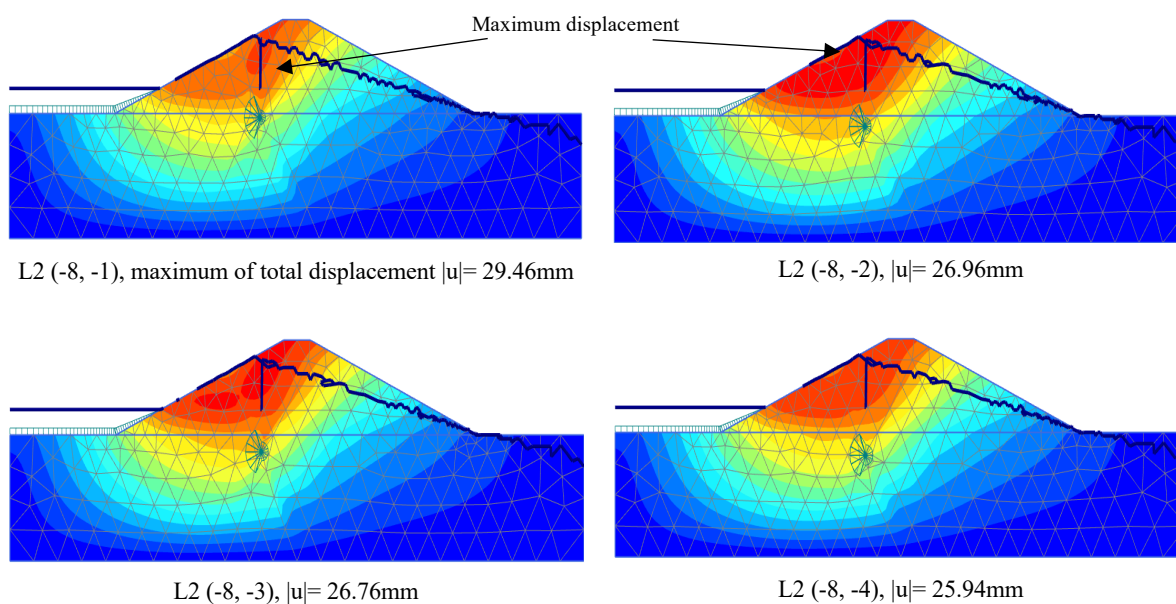 Maximum displacement
L2 (-8, -1), maximum of total displacement |u|= 29.46mm
L2 (-8, -2), |u|= 26.96mm
L2 (-8, -3), |u|= 26.76mm
L2 (-8, -4), |u|= 25.94mm